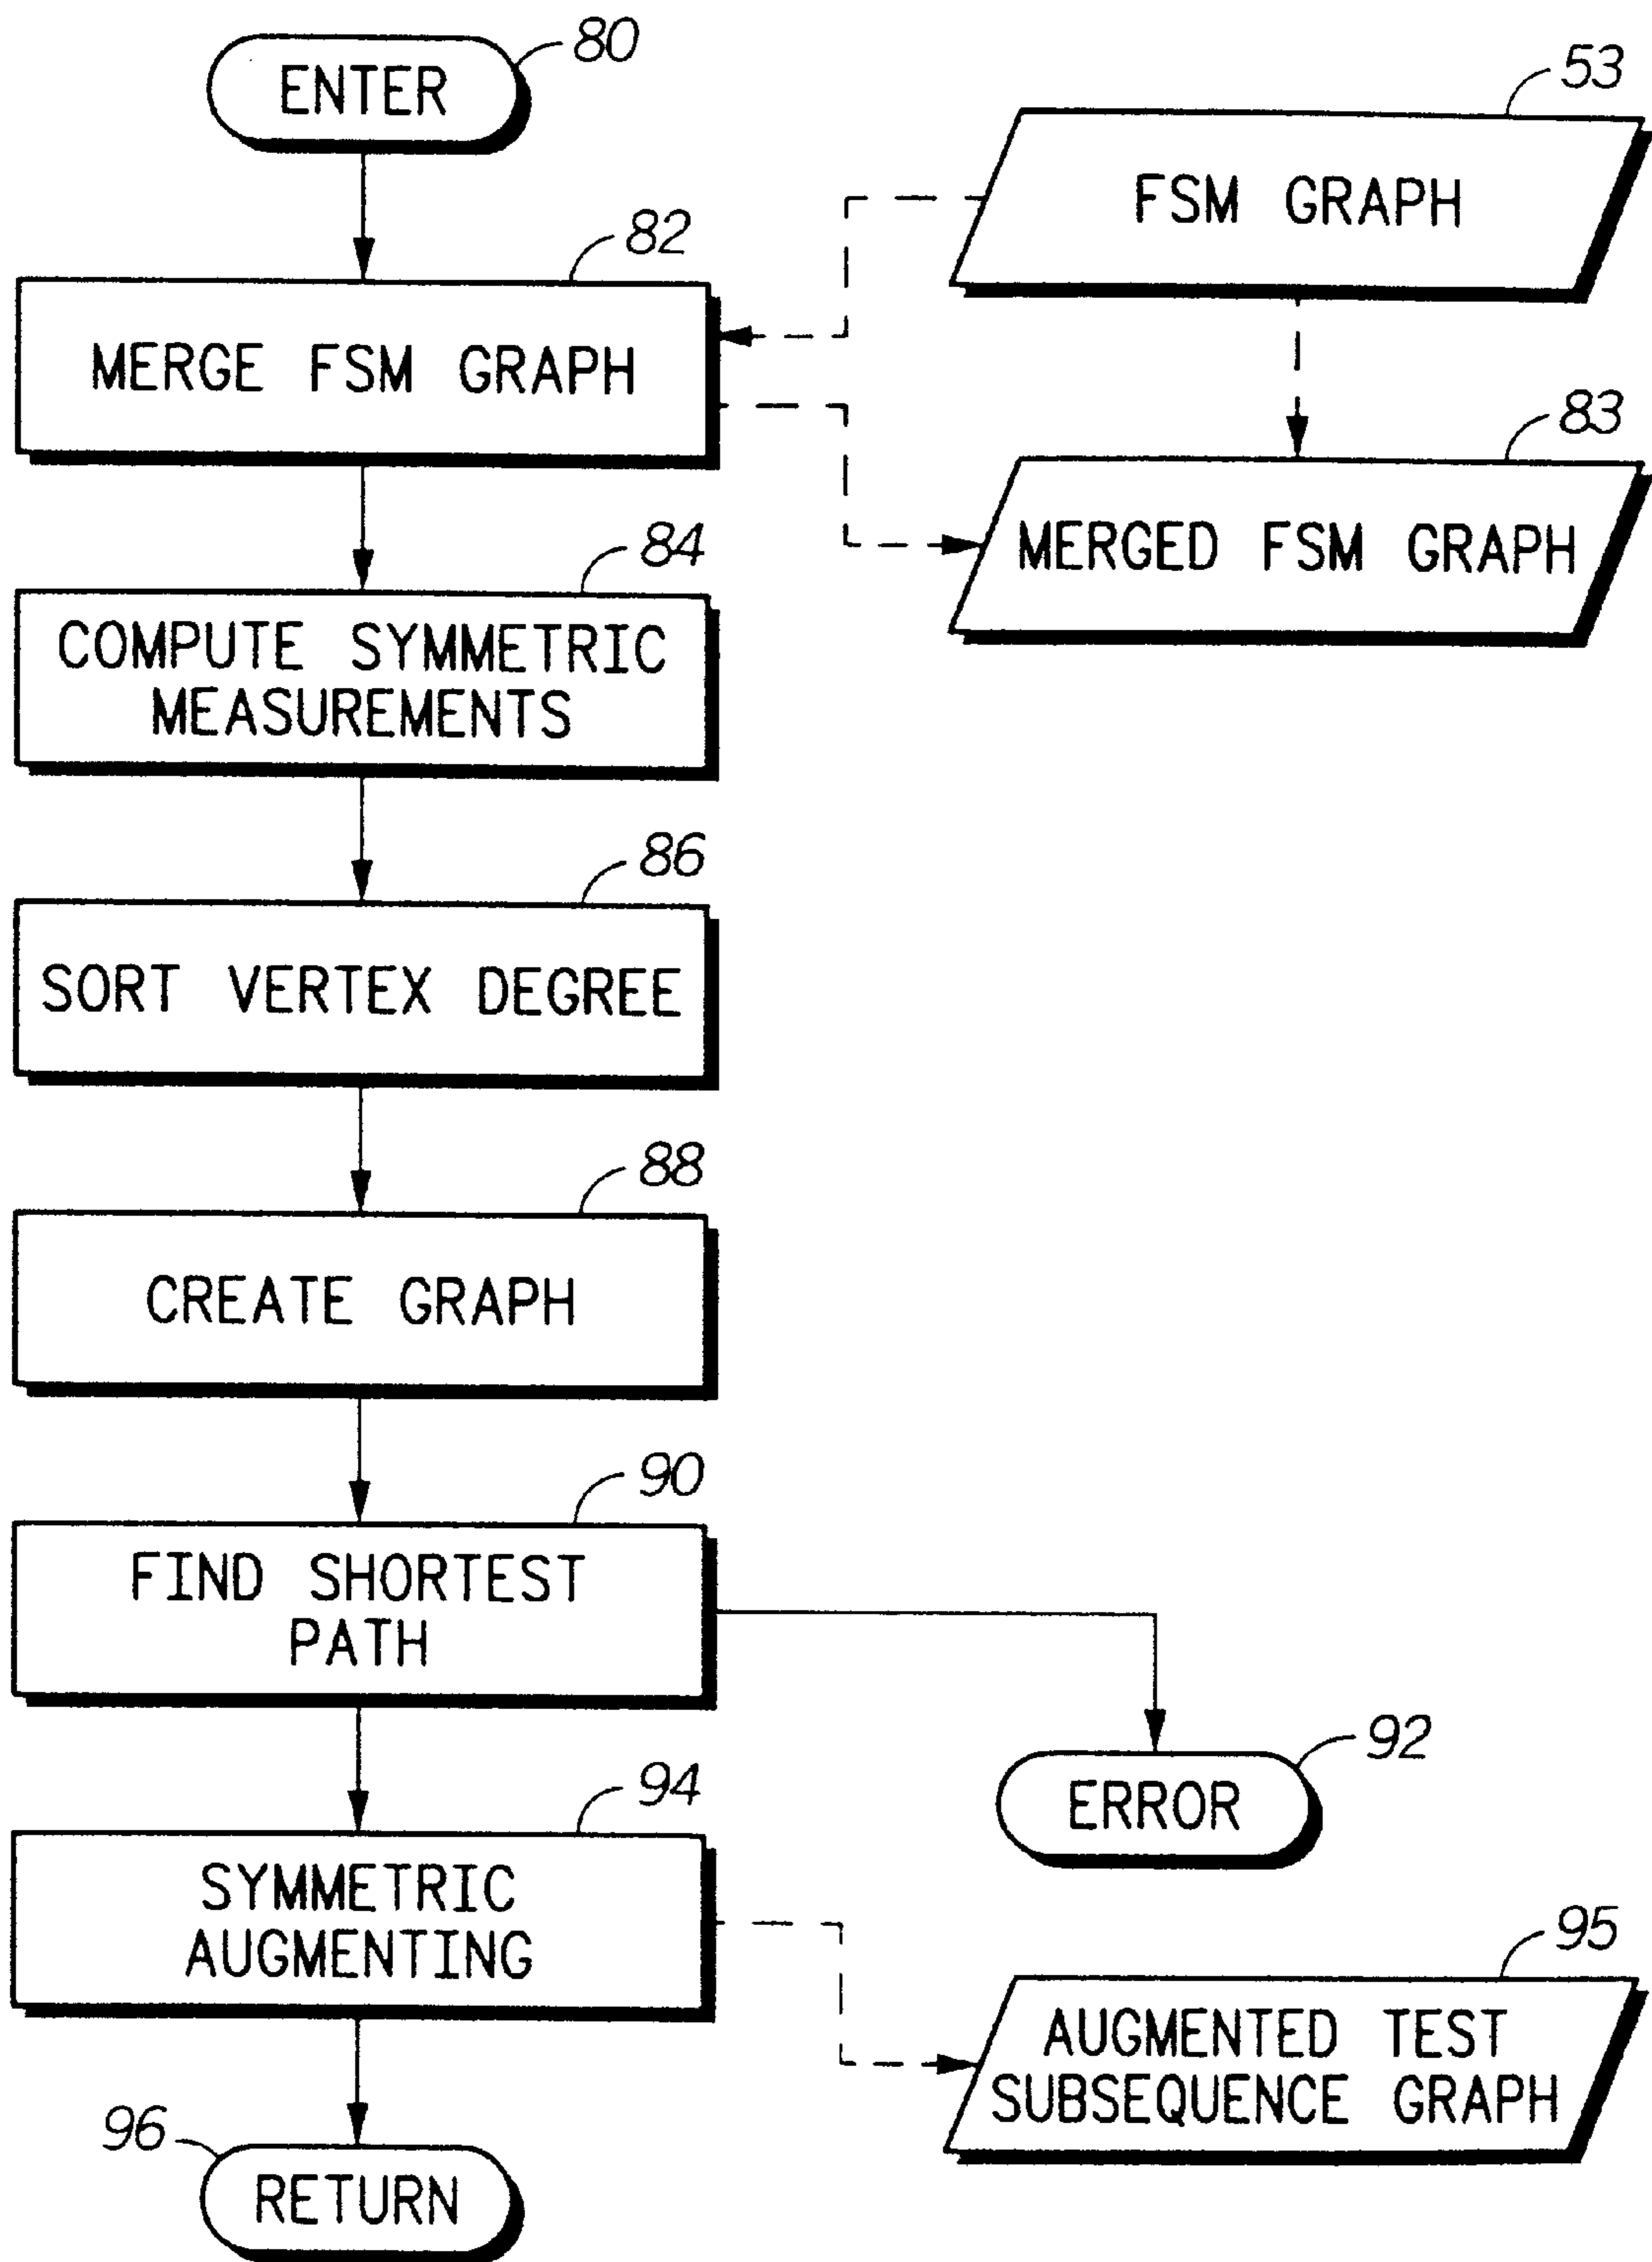 80
ENTER
53
FSM GRAPH
82
MERGE FSM GRAPH
83
MERGED FSM GRAPH
84
COMPUTE SYMMETRIC
MEASUREMENTS
86
SORT VERTEX DEGREE
88
CREATE GRAPH
90
FIND SHORTEST
PATH
92
ERROR
94
SYMMETRIC
AUGMENTING
95
AUGMENTED TEST
SUBSEQUENCE GRAPH
96
RETURN